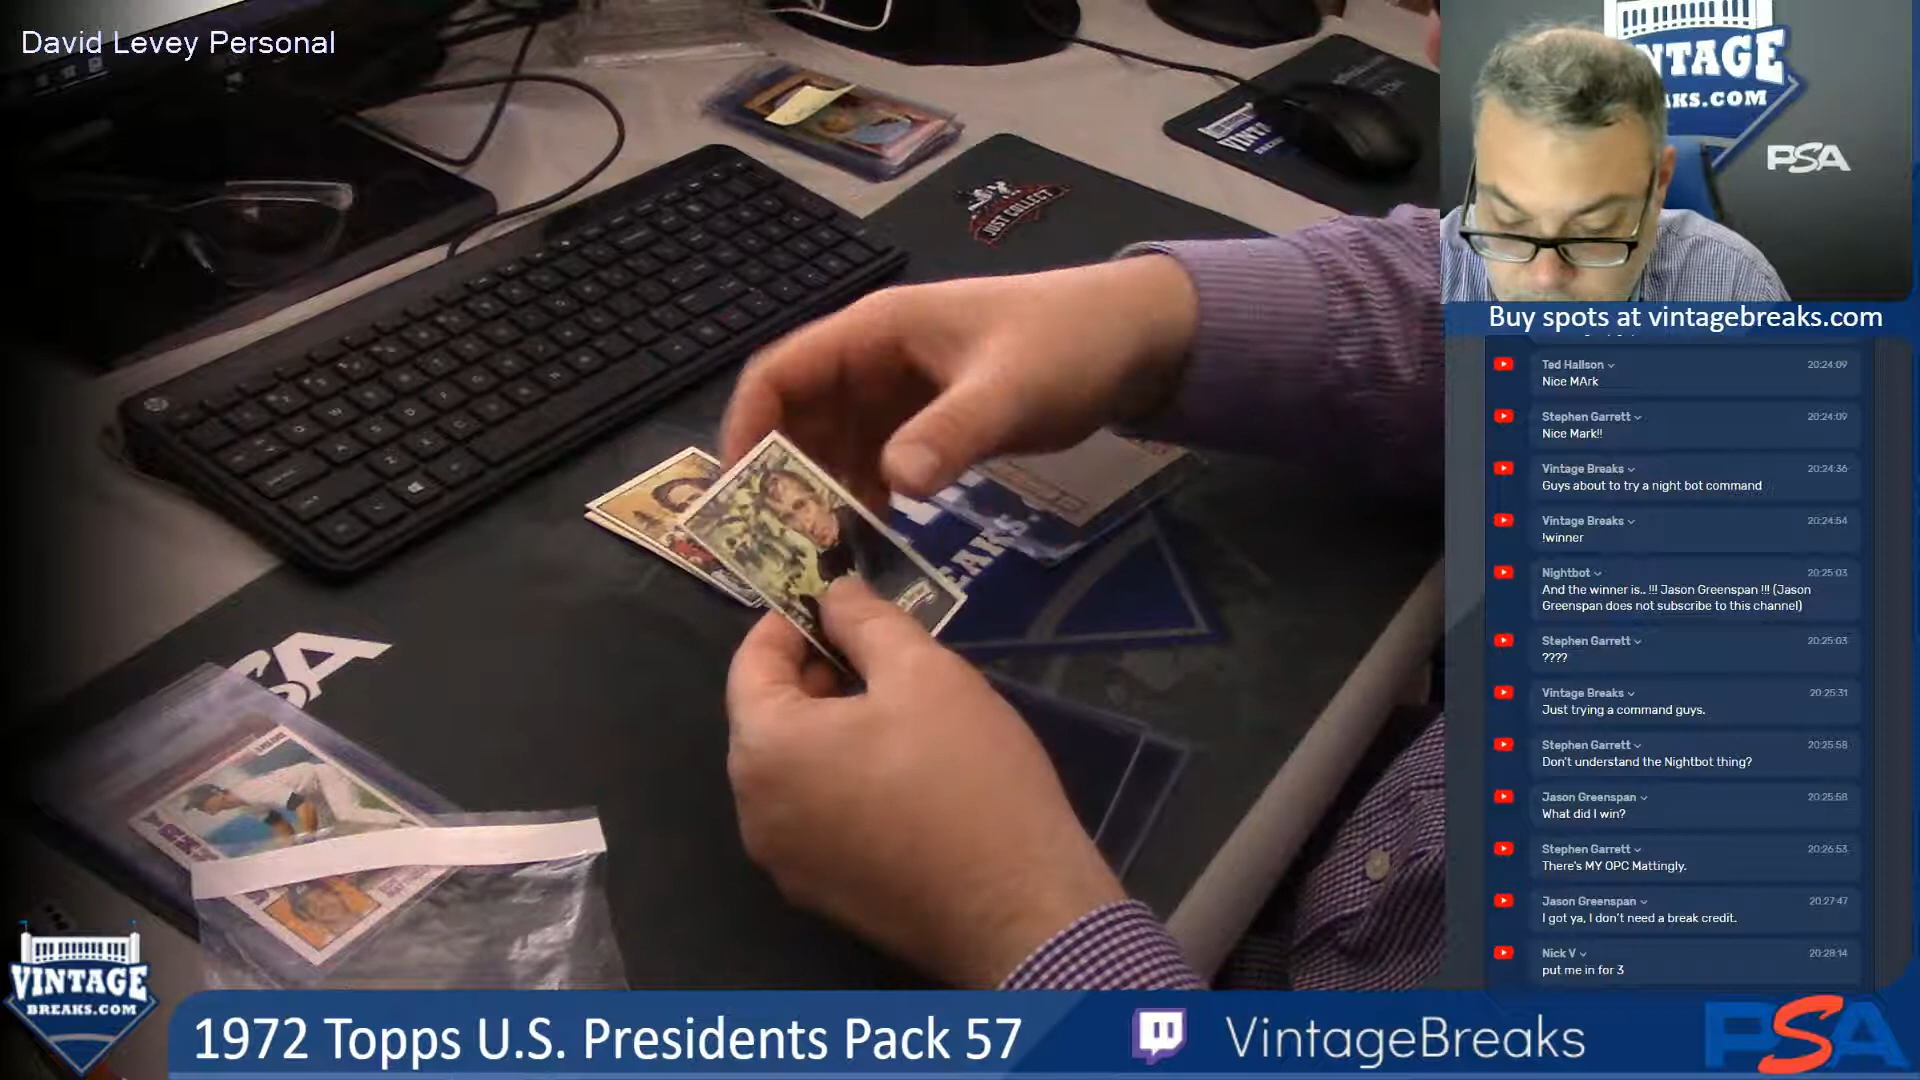 David Levey Personal
VINTAGE
AKS.COM
PSA
JUST COLLECT
Buy spots at vintagebreaks.com
Ted Hallson 20:24:09
Nice MArk
Stephen Garrett 20:24:09
Nice Mark!!
Vintage Breaks 20:24:36
Guys about to try a night bot command
Vintage Breaks 20:24:54
!winner
Nightbot 20:25:03
And the winner is.. !!! Jason Greenspan !!! (Jason
Greenspan does not subscribe to this channel)
Stephen Garrett 20:25:03
????
Vintage Breaks 20:25:31
Just trying a command guys.
Stephen Garrett 20:25:58
Don't understand the Nightbot thing?
Jason Greenspan 20:25:58
What did I win?
Stephen Garrett 20:26:53
There's MY OPC Mattingly.
Jason Greenspan 20:27:47
I got ya, I don't need a break credit.
Nick V 20:28:14
put me in for 3
VINTAGE
BREAKS.COM
1972 Topps U.S. Presidents Pack 57
VintageBreaks
PSA